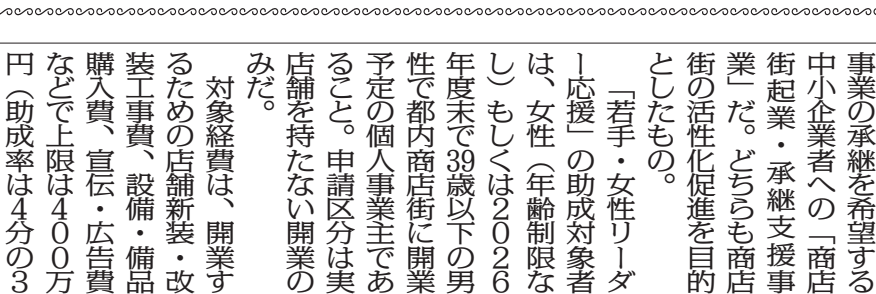 事業の承継を希望する
中小企業者への「商店
街起業・承継支援事
業」だ。どちらも商店
街の活性化促進を目的
としたもの。
「若手・女性リーダ
ー応援」の助成対象者
は、女性（年齢制限な
し）もしくは２０２６
年度末で39歳以下の男
性で都内商店街に開業
予定の個人事業主であ
ること。申請区分は実
店舗を持たない開業の
みだ。
対象経費は、開業す
るための店舗新装・改
装工事費、設備・備品
購入費、宣伝・広告費
などで上限は４００万
円（助成率は４分の３